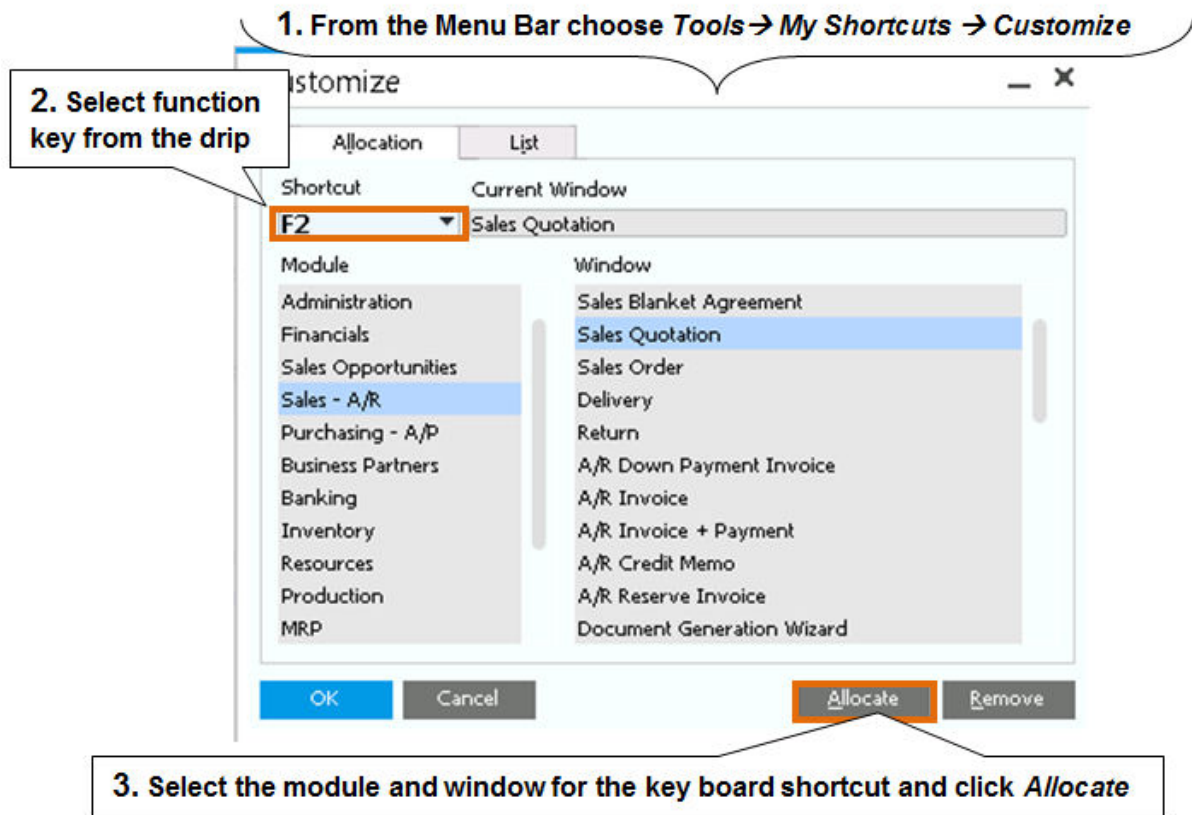 1. From the Menu Bar choose Tools→ My Shortcuts → Customize
ustomize
2. Select function
key from the drip
Allocation List
Shortcut Current Window
F2 Sales Quotation
Module Window
Administration Sales Blanket Agreement
Financials Sales Quotation
Sales Opportunities Sales Order
Sales - A/R Delivery
Purchasing - A/P Return
Business Partners A/R Down Payment Invoice
Banking A/R Invoice
Inventory A/R Invoice + Payment
Resources A/R Credit Memo
Production A/R Reserve Invoice
MRP Document Generation Wizard
OK Cancel Allocate Remove
3. Select the module and window for the key board shortcut and click Allocate